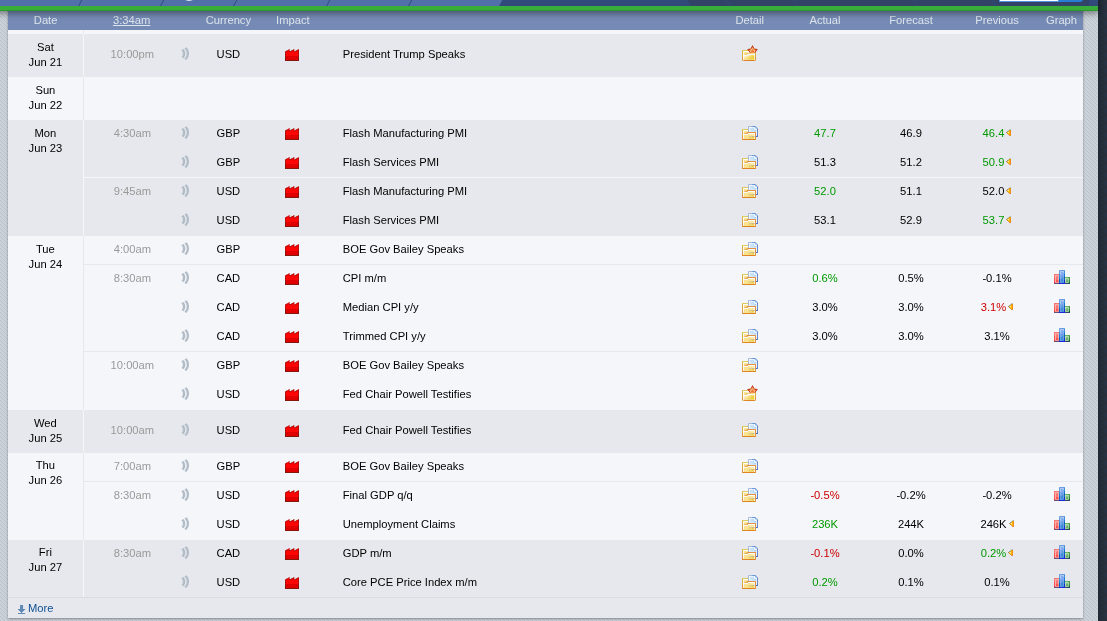 Date 3:34am Currency Impact Detail Actual Forecast Previous Graph
Sat
Jun 21
10:00pm USD President Trump Speaks
Sun
Jun 22
Mon
Jun 23
4:30am GBP Flash Manufacturing PMI 47.7 46.9 46.4
GBP Flash Services PMI 51.3 51.2 50.9
9:45am USD Flash Manufacturing PMI 52.0 51.1 52.0
USD Flash Services PMI 53.1 52.9 53.7
Tue
Jun 24
4:00am GBP BOE Gov Bailey Speaks
8:30am CAD CPI m/m 0.6% 0.5% -0.1%
CAD Median CPI y/y 3.0% 3.0% 3.1%
CAD Trimmed CPI y/y 3.0% 3.0% 3.1%
10:00am GBP BOE Gov Bailey Speaks
USD Fed Chair Powell Testifies
Wed
Jun 25
10:00am USD Fed Chair Powell Testifies
Thu
Jun 26
7:00am GBP BOE Gov Bailey Speaks
8:30am USD Final GDP q/q -0.5% -0.2% -0.2%
USD Unemployment Claims 236K 244K 246K
Fri
Jun 27
8:30am CAD GDP m/m -0.1% 0.0% 0.2%
USD Core PCE Price Index m/m 0.2% 0.1% 0.1%
More